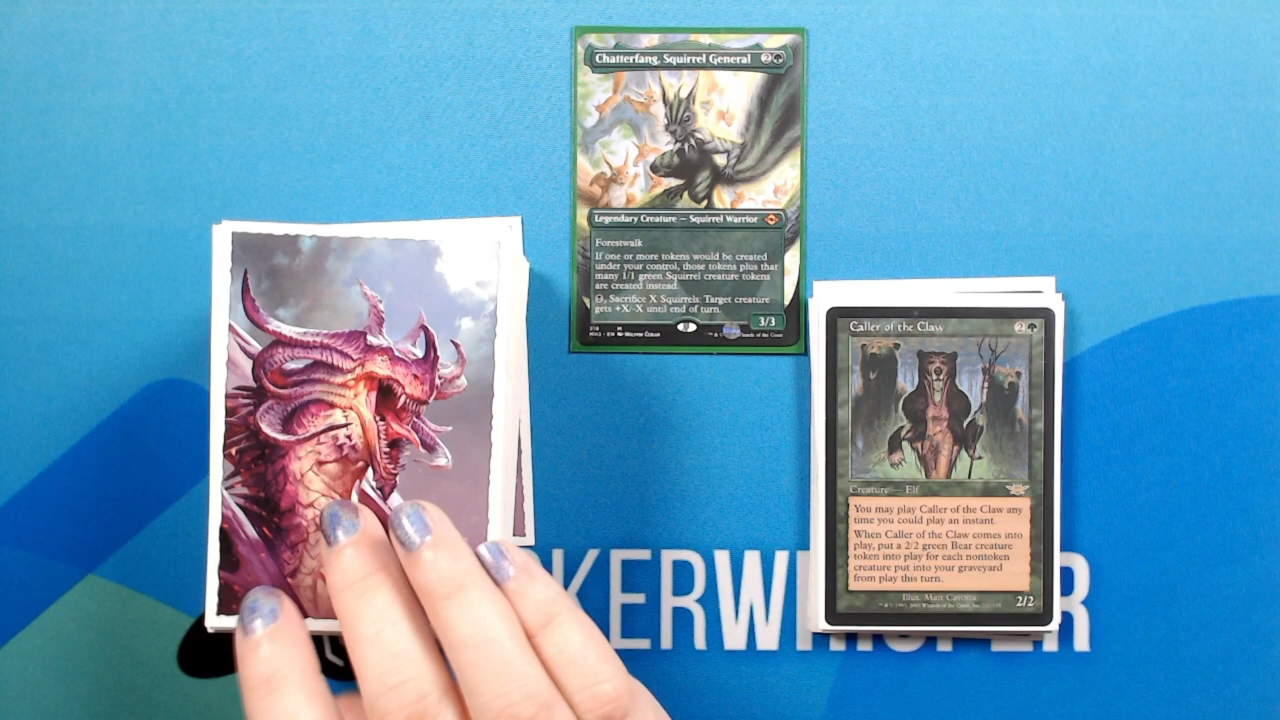 Chatterfang, Squirrel General 2
Legendary Creature — Squirrel Warrior
Forestwalk
If one or more tokens would be created
under your control, those tokens plus that
many 1/1 green Squirrel creature tokens
are created instead.
, Sacrifice X Squirrels: Target creature
gets +X/-X until end of turn.
3/3
Caller of the Claw 2
Creature — Elf
You may play Caller of the Claw any
time you could play an instant.
When Caller of the Claw comes into
play, put a 2/2 green Bear creature
token into play for each nontoken
creature put into your graveyard
from play this turn.
2/2
KERWHISPER